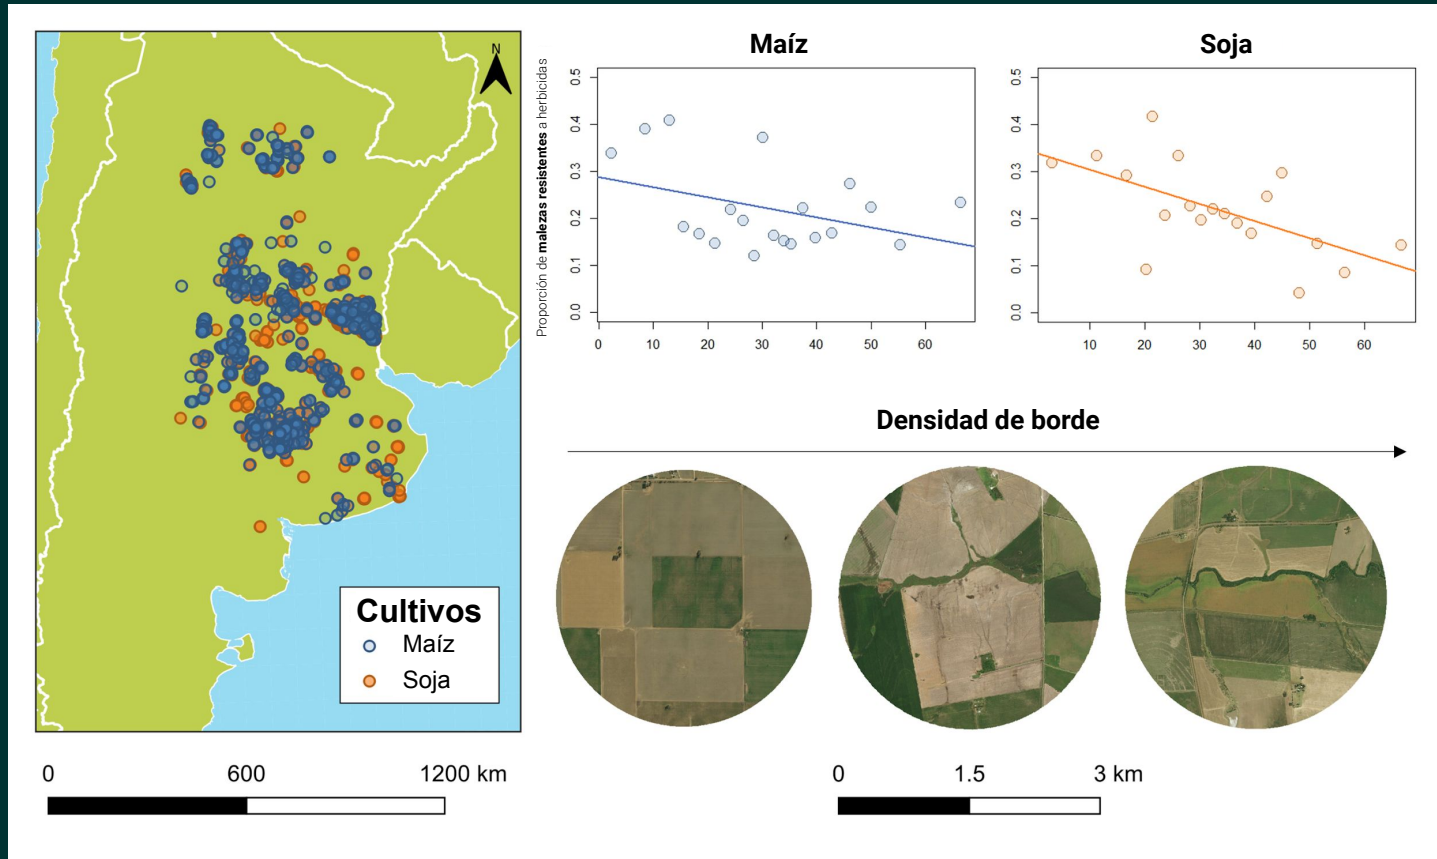 N
Cultivos
Maíz
Soja
0 600 1200 km
Maíz
Proporción de malezas resistentes a herbicidas
0.5
0.4
0.3
0.2
0.1
0.0
0 10 20 30 40 50 60
Soja
0.5
0.4
0.3
0.2
0.1
0.0
10 20 30 40 50 60
Densidad de borde
0 1.5 3 km